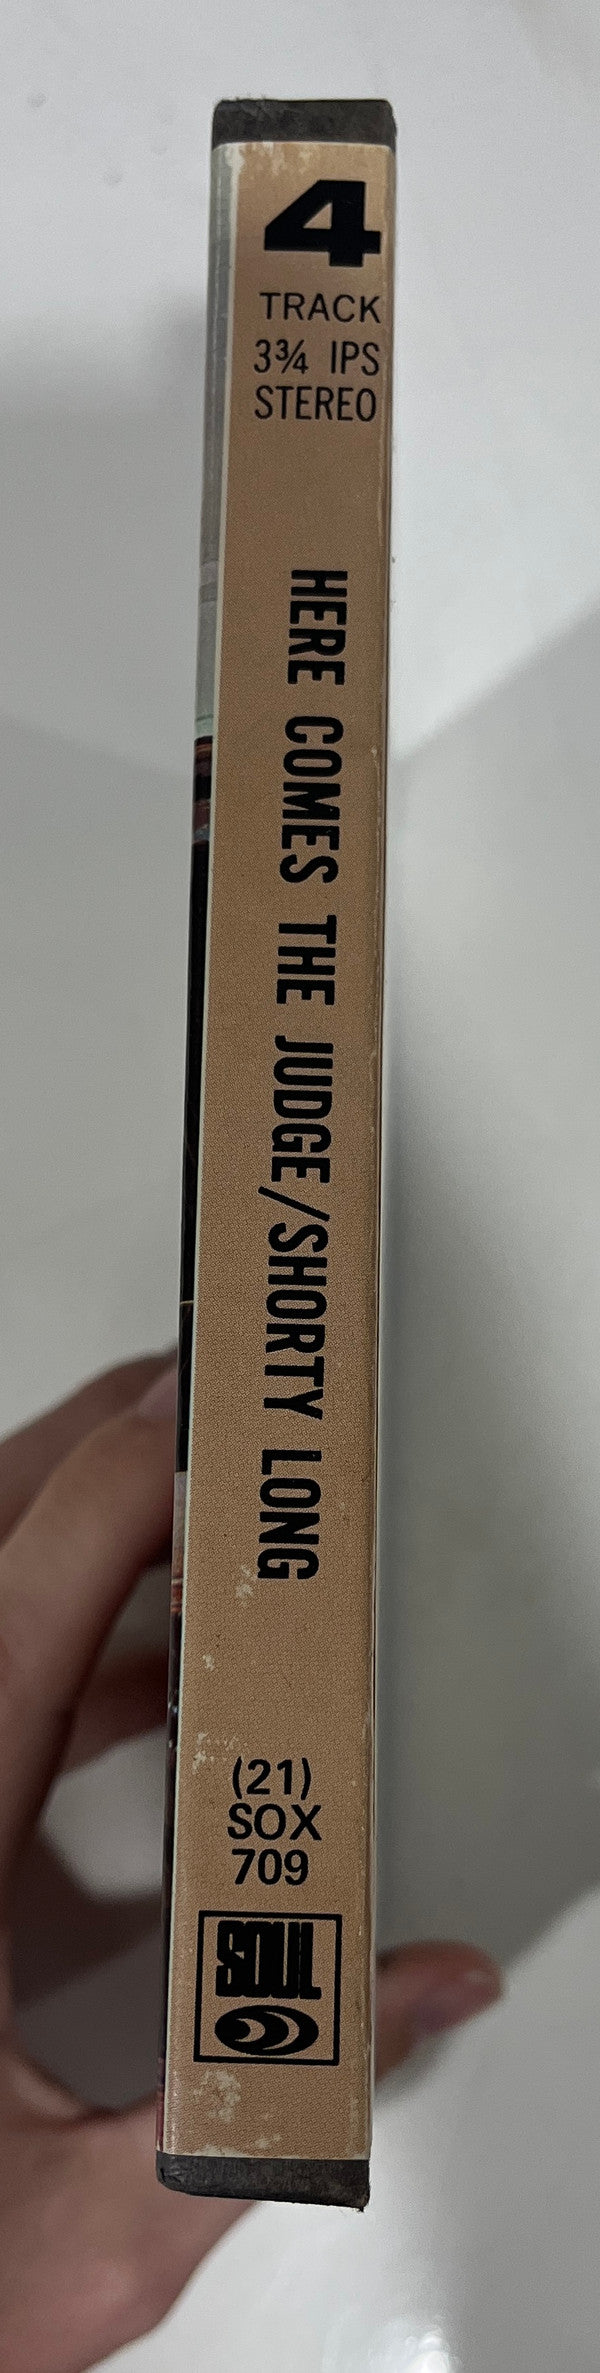 4
TRACK
3¾ IPS
STEREO
HERE COMES THE JUDGE/SHORTY LONG
(21)
SOX
709
SOUL